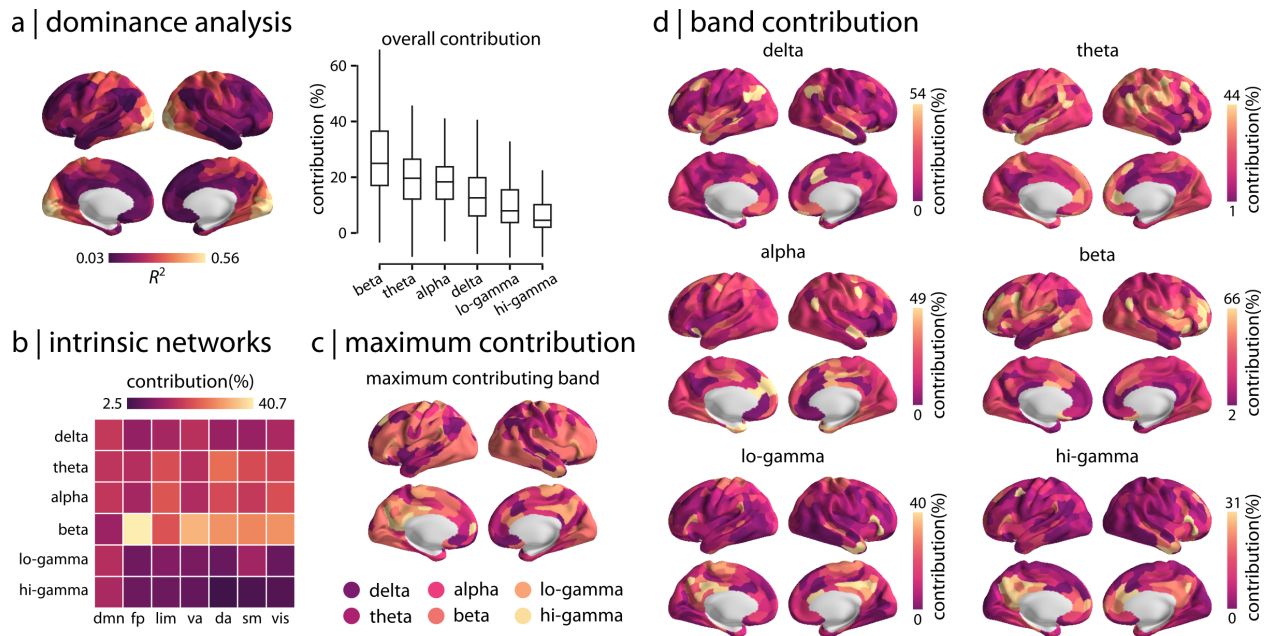 a | dominance analysis
0.03
0.56
R²
overall contribution
contribution (%)
60
40
20
0
beta
theta
alpha
delta
lo-gamma
hi-gamma
b | intrinsic networks
contribution(%)
2.5
40.7
delta
theta
alpha
beta
lo-gamma
hi-gamma
dmn fp lim va da sm vis
c | maximum contribution
maximum contributing band
delta alpha lo-gamma
theta beta hi-gamma
d | band contribution
delta
54
0
contribution(%)
theta
44
1
contribution(%)
alpha
49
0
contribution(%)
beta
66
2
contribution(%)
lo-gamma
40
0
contribution(%)
hi-gamma
31
0
contribution(%)